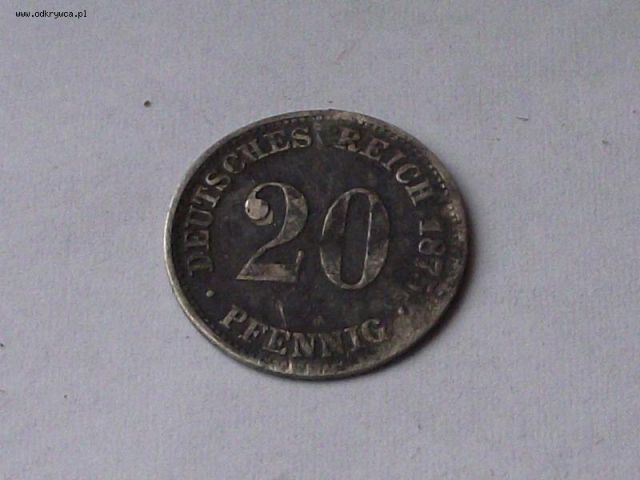 www.odkrywca.pl
DEUTSCHES REICH
20
PFENNIG